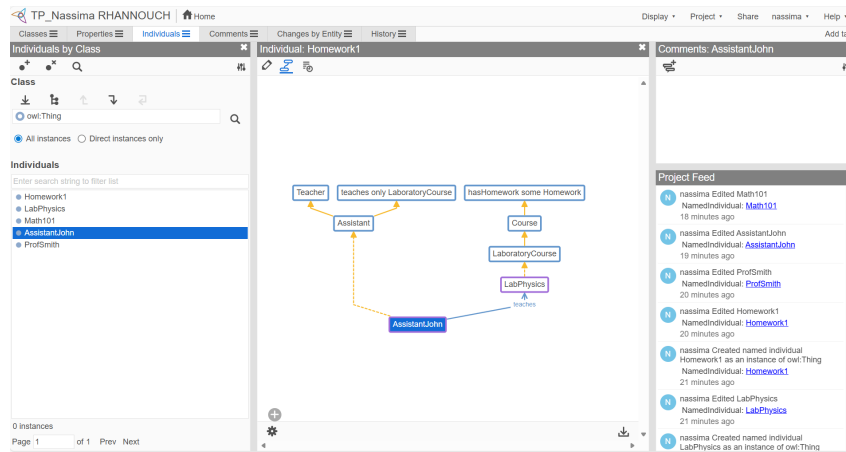 TP_Nassima RHANNOUCH Home
Display Project Share nassima Help
Classes Properties Individuals Comments Changes by Entity History
Add ta
Individuals by Class
Class
owl:Thing
All instances Direct instances only
Individuals
Enter search string to filter list
Homework1
LabPhysics
Math101
AssistantJohn
ProfSmith
0 instances
Page 1 of 1 Prev Next
Individual: Homework1
Teacher teaches only LaboratoryCourse hasHomework some Homework
Assistant Course
LaboratoryCourse
LabPhysics
teaches
AssistantJohn
Comments: AssistantJohn
Project Feed
N nassima Edited Math101
NamedIndividual: Math101
18 minutes ago
N nassima Edited AssistantJohn
NamedIndividual: AssistantJohn
19 minutes ago
N nassima Edited ProfSmith
NamedIndividual: ProfSmith
20 minutes ago
N nassima Edited Homework1
NamedIndividual: Homework1
20 minutes ago
N nassima Created named individual
Homework1 as an instance of owl:Thing
NamedIndividual: Homework1
21 minutes ago
N nassima Edited LabPhysics
NamedIndividual: LabPhysics
21 minutes ago
N nassima Created named individual
LabPhysics as an instance of owl:Thing